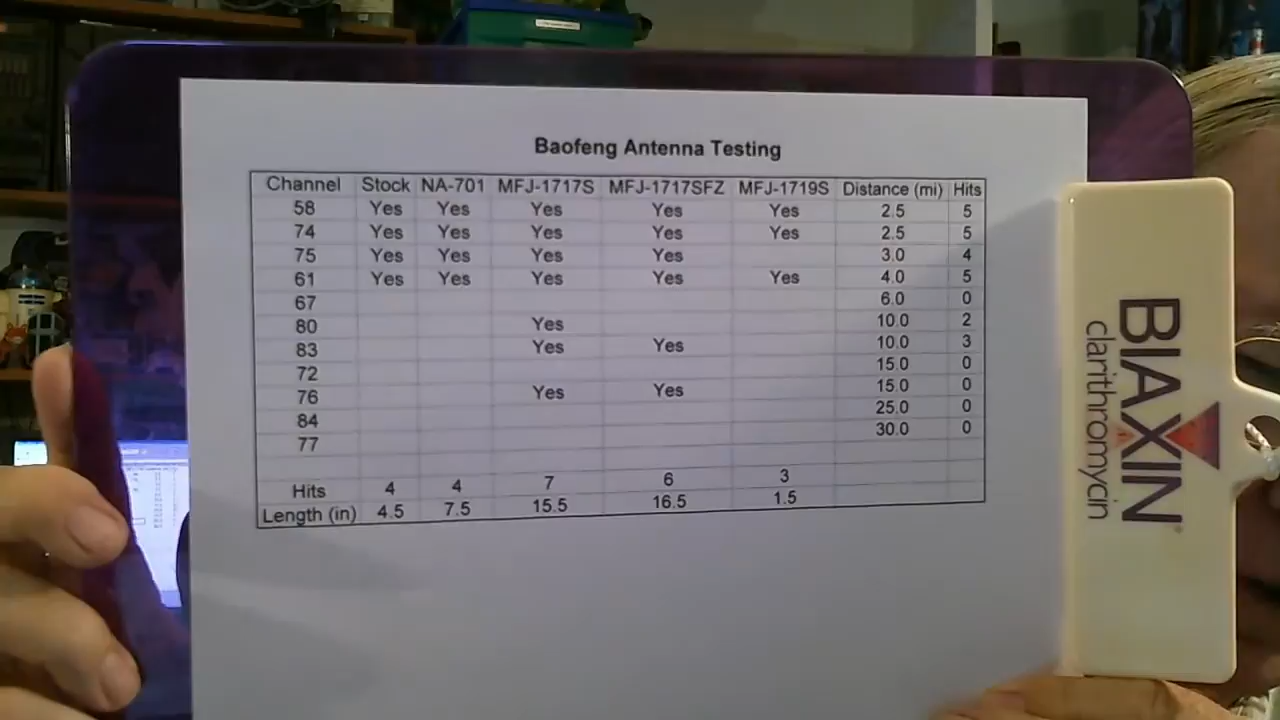 Baofeng Antenna Testing
Channel Stock NA-701 MFJ-1717S MFJ-1717SFZ MFJ-1719S Distance (mi) Hits
58 Yes Yes Yes Yes Yes 2.5 5
74 Yes Yes Yes Yes Yes 2.5 5
75 Yes Yes Yes Yes 3.0 4
61 Yes Yes Yes Yes Yes 4.0 5
67 6.0 0
80 Yes 10.0 2
83 Yes Yes 10.0 3
72 15.0 0
76 Yes Yes 15.0 0
84 25.0 0
77 30.0 0
Hits 4 4 7 6 3
Length (in) 4.5 7.5 15.5 16.5 1.5
BIAXIN
clarithromycin